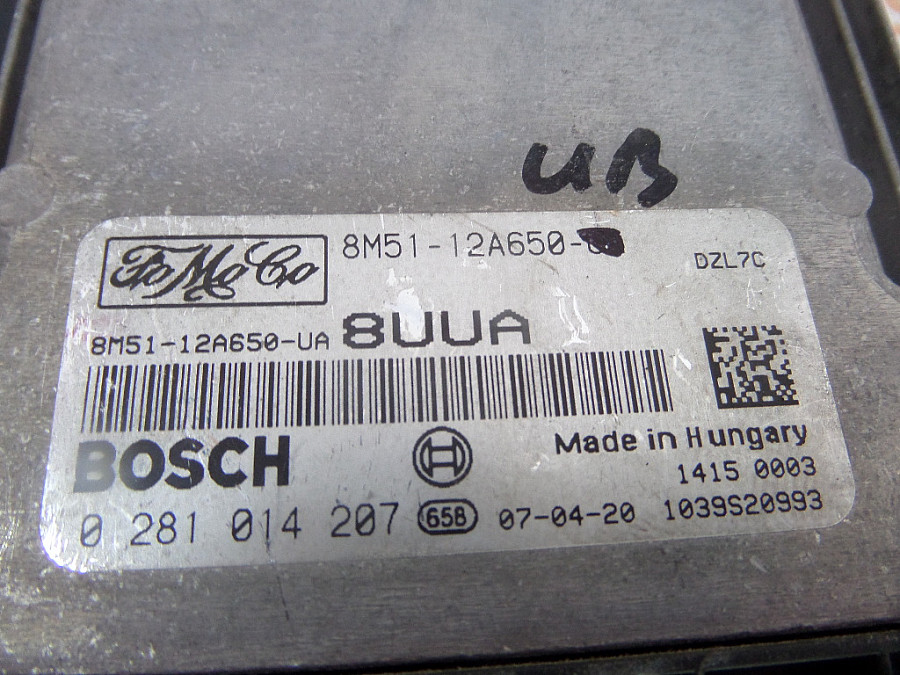 UB
FoMoCo
8M51-12A650-
DZL7C
8M51-12A650-UA 8UUA
BOSCH
Made in Hungary
1415 0003
0 281 014 207 658 07-04-20 1039S20993